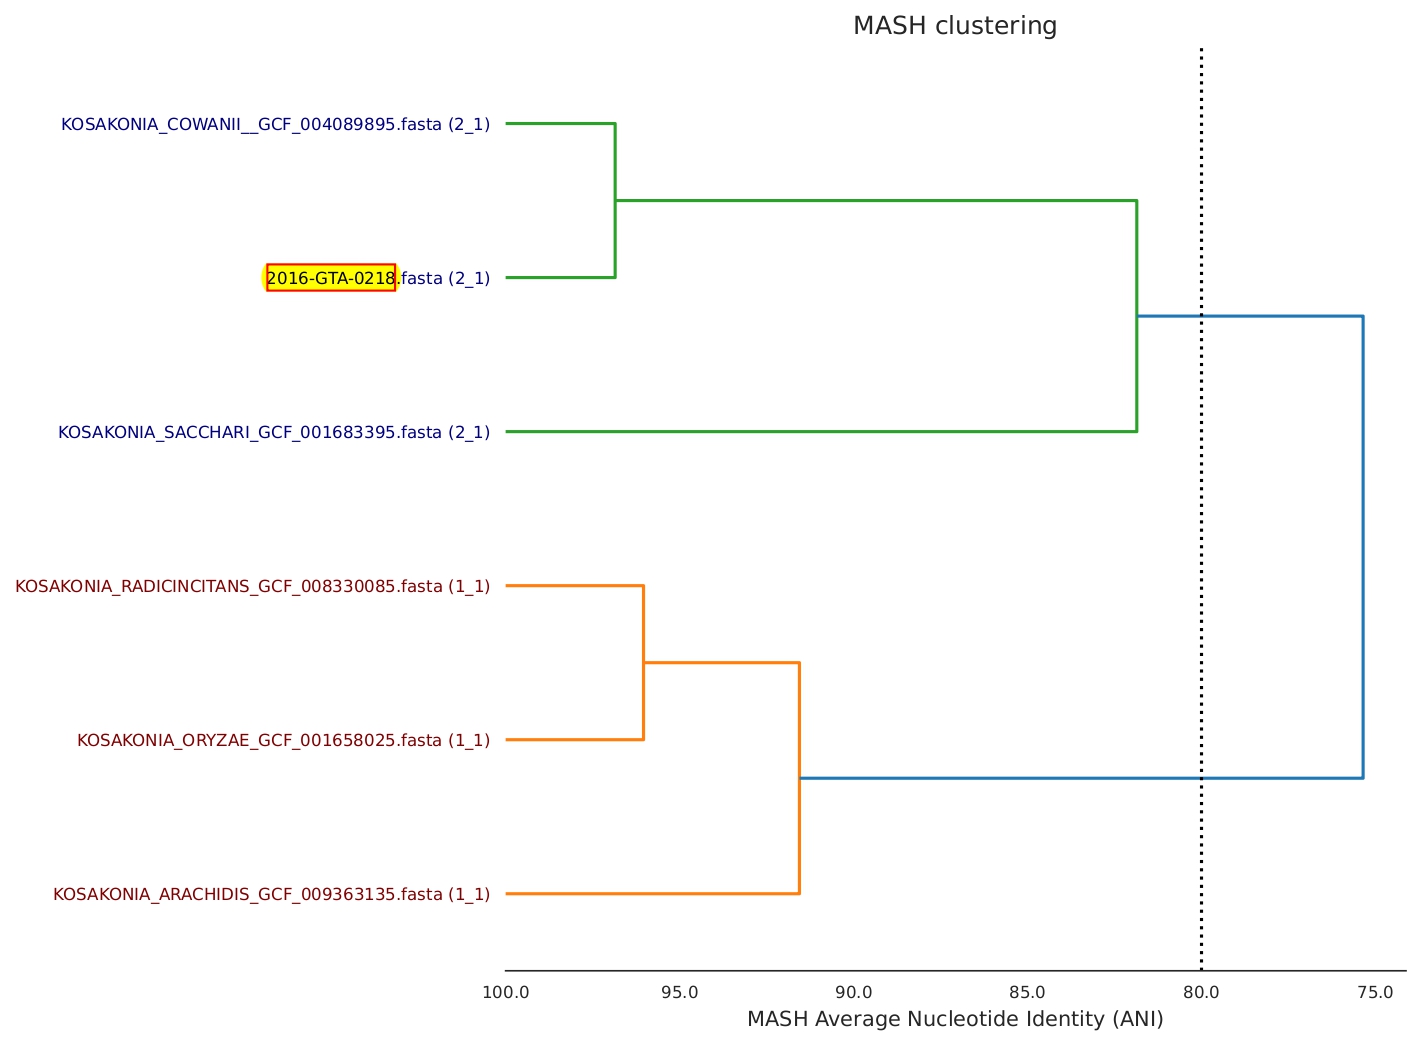 MASH clustering
KOSAKONIA_COWANII__GCF_004089895.fasta (2_1)
2016-GTA-0218.fasta (2_1)
KOSAKONIA_SACCHARI_GCF_001683395.fasta (2_1)
KOSAKONIA_RADICINCITANS_GCF_008330085.fasta (1_1)
KOSAKONIA_ORYZAE_GCF_001658025.fasta (1_1)
KOSAKONIA_ARACHIDIS_GCF_009363135.fasta (1_1)
100.0 95.0 90.0 85.0 80.0 75.0
MASH Average Nucleotide Identity (ANI)